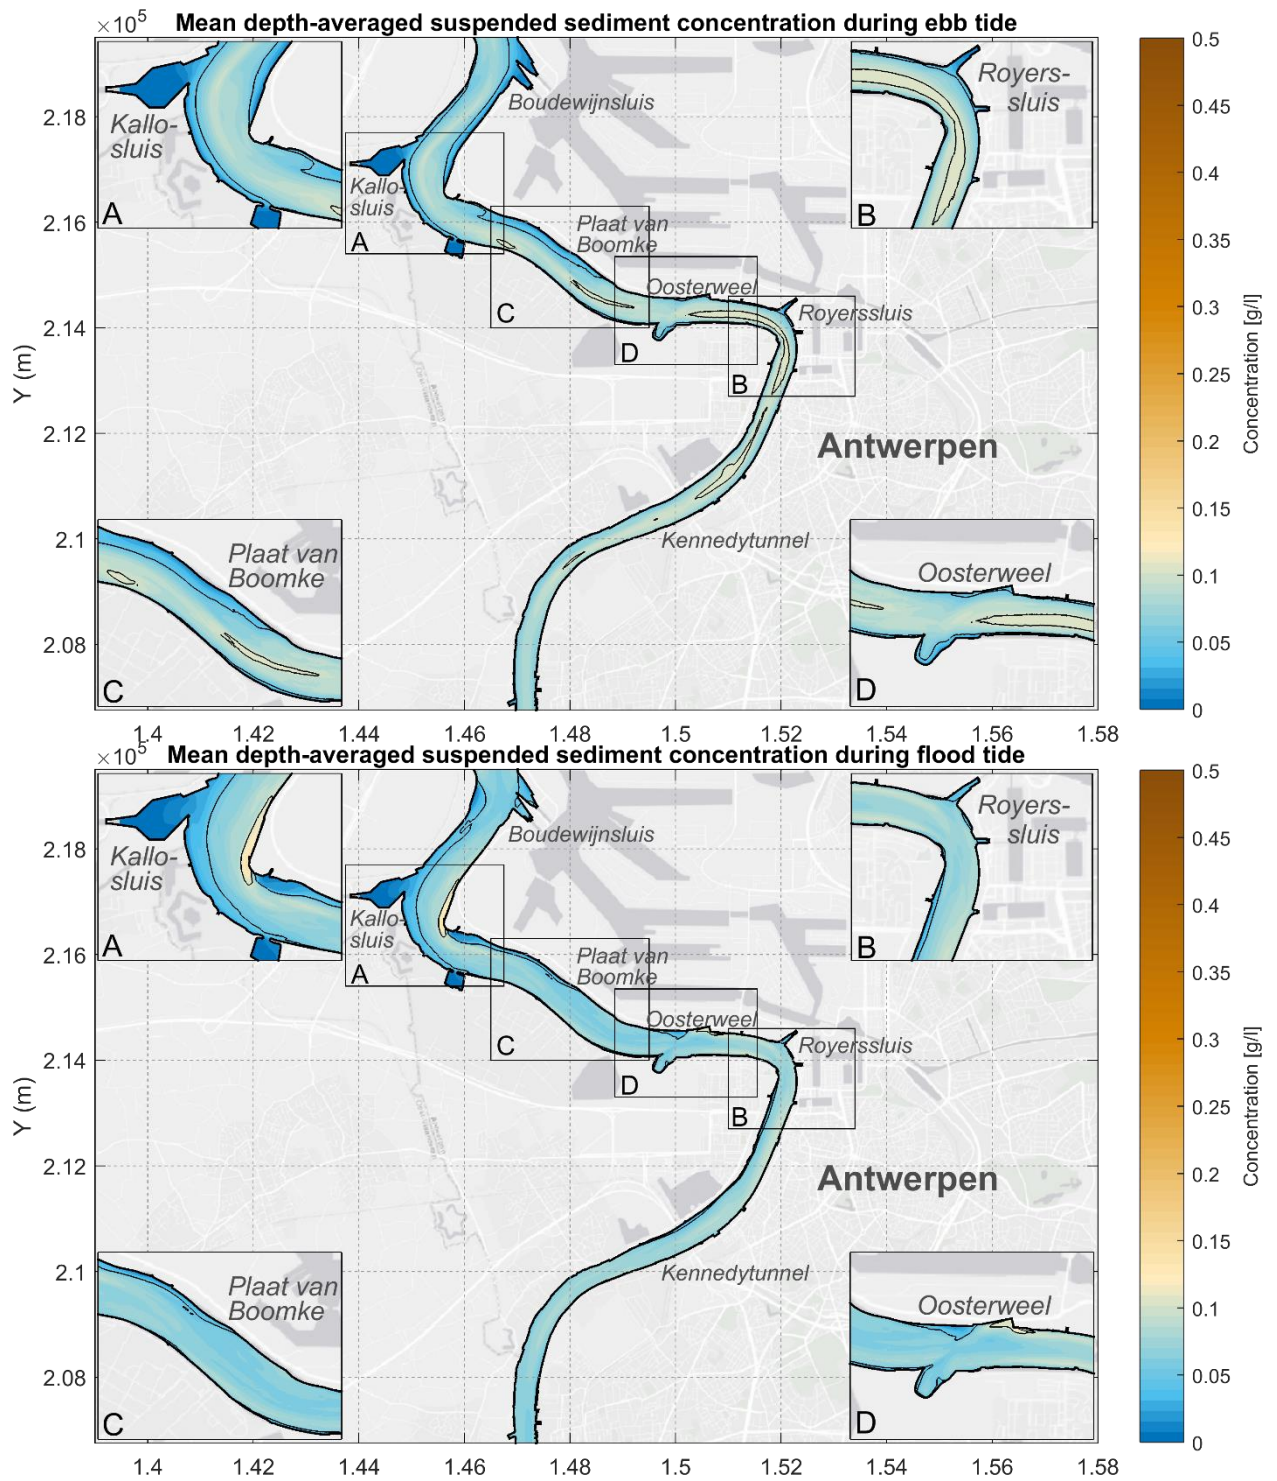 ×10⁵
Mean depth-averaged suspended sediment concentration during ebb tide
Kallo-
sluis
A
Boudewijnsluis
Kallo-
sluis
A
Plaat van
Boomke
C
Oosterweel
D
Royerssluis
B
Royers-
sluis
B
Antwerpen
Kennedytunnel
Plaat van
Boomke
C
Oosterweel
D
Y (m)
2.18
2.16
2.14
2.12
2.1
2.08
1.4
1.42
1.44
1.46
1.48
1.5
1.52
1.54
1.56
1.58
0.5
0.45
0.4
0.35
0.3
0.25
0.2
0.15
0.1
0.05
0
Concentration [g/l]
×10⁵
Mean depth-averaged suspended sediment concentration during flood tide
Kallo-
sluis
A
Boudewijnsluis
Kallo-
sluis
A
Plaat van
Boomke
C
Oosterweel
D
Royerssluis
B
Royers-
sluis
B
Antwerpen
Kennedytunnel
Plaat van
Boomke
C
Oosterweel
D
Y (m)
2.18
2.16
2.14
2.12
2.1
2.08
1.4
1.42
1.44
1.46
1.48
1.5
1.52
1.54
1.56
1.58
0.5
0.45
0.4
0.35
0.3
0.25
0.2
0.15
0.1
0.05
0
Concentration [g/l]